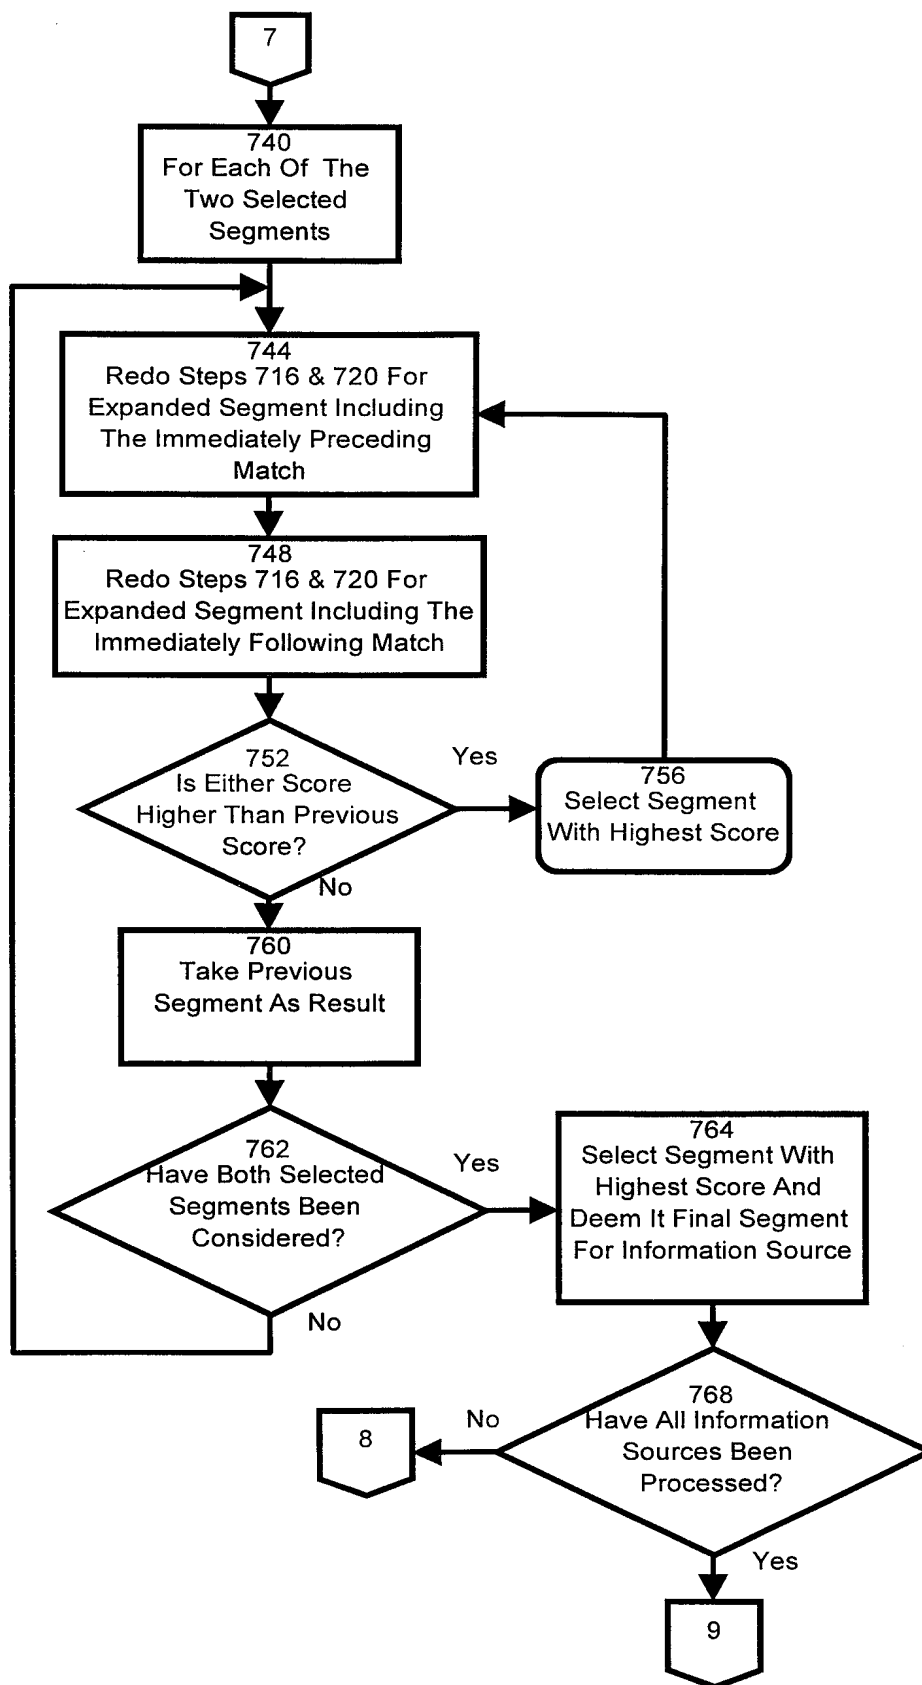 7
740
For Each Of The
Two Selected
Segments
744
Redo Steps 716 & 720 For
Expanded Segment Including
The Immediately Preceding
Match
748
Redo Steps 716 & 720 For
Expanded Segment Including The
Immediately Following Match
752
Is Either Score
Higher Than Previous
Score?
Yes
756
Select Segment
With Highest Score
No
760
Take Previous
Segment As Result
762
Have Both Selected
Segments Been
Considered?
Yes
No
764
Select Segment With
Highest Score And
Deem It Final Segment
For Information Source
768
Have All Information
Sources Been
Processed?
No
8
Yes
9